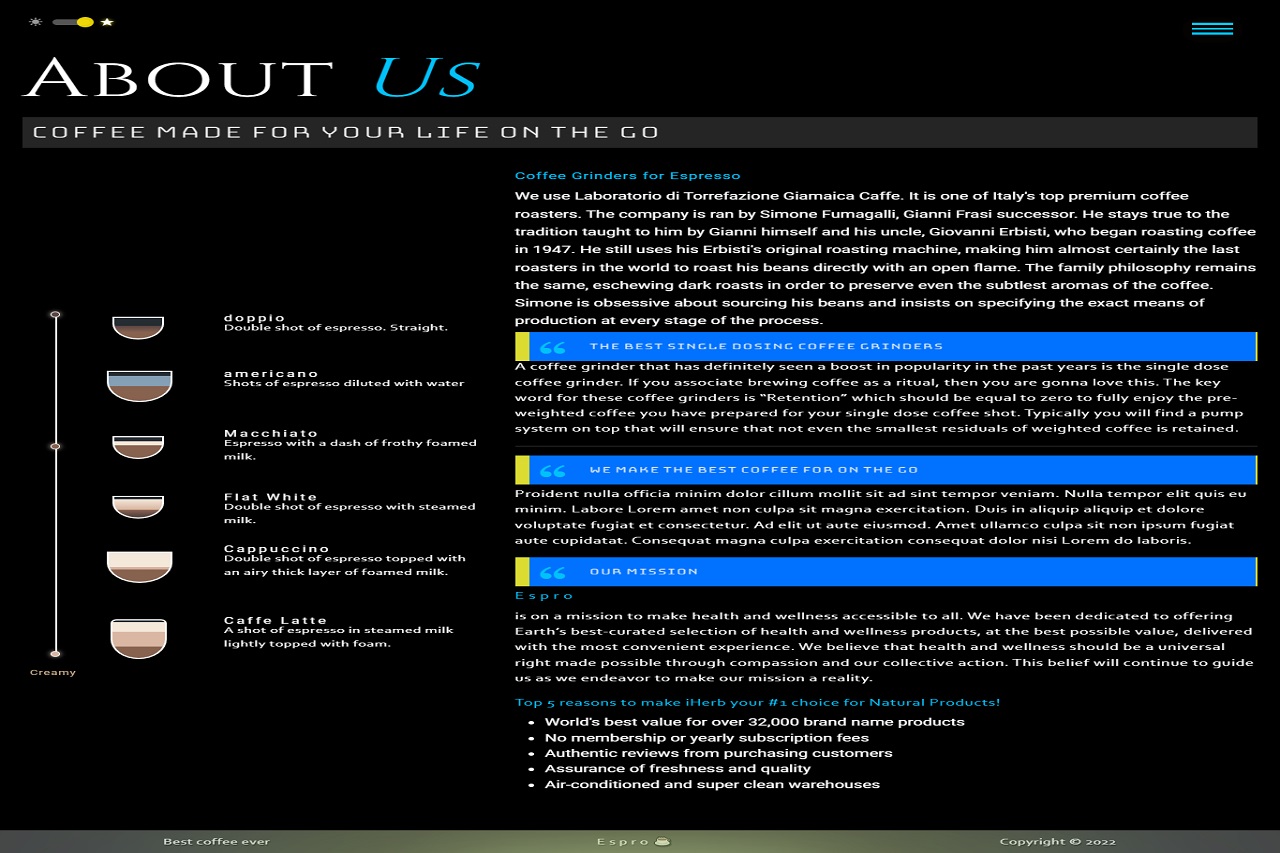 About Us
COFFEE MADE FOR YOUR LIFE ON THE GO
doppio
Double shot of espresso. Straight.
americano
Shots of espresso diluted with water
Macchiato
Espresso with a dash of frothy foamed
milk.
Flat White
Double shot of espresso with steamed
milk.
Cappuccino
Double shot of espresso topped with
an airy thick layer of foamed milk.
Caffe Latte
A shot of espresso in steamed milk
lightly topped with foam.
Creamy
Coffee Grinders for Espresso
We use Laboratorio di Torrefazione Giamaica Caffe. It is one of Italy's top premium coffee
roasters. The company is ran by Simone Fumagalli, Gianni Frasi successor. He stays true to the
tradition taught to him by Gianni himself and his uncle, Giovanni Erbisti, who began roasting coffee
in 1947. He still uses his Erbisti's original roasting machine, making him almost certainly the last
roasters in the world to roast his beans directly with an open flame. The family philosophy remains
the same, eschewing dark roasts in order to preserve even the subtlest aromas of the coffee.
Simone is obsessive about sourcing his beans and insists on specifying the exact means of
production at every stage of the process.
“ THE BEST SINGLE DOSING COFFEE GRINDERS
A coffee grinder that has definitely seen a boost in popularity in the past years is the single dose
coffee grinder. If you associate brewing coffee as a ritual, then you are gonna love this. The key
word for these coffee grinders is “Retention” which should be equal to zero to fully enjoy the pre-
weighted coffee you have prepared for your single dose coffee shot. Typically you will find a pump
system on top that will ensure that not even the smallest residuals of weighted coffee is retained.
“ WE MAKE THE BEST COFFEE FOR ON THE GO
Proident nulla officia minim dolor cillum mollit sit ad sint tempor veniam. Nulla tempor elit quis eu
minim. Labore Lorem amet non culpa sit magna exercitation. Duis in aliquip aliquip et dolore
voluptate fugiat et consectetur. Ad elit ut aute eiusmod. Amet ullamco culpa sit non ipsum fugiat
aute cupidatat. Consequat magna culpa exercitation consequat dolor nisi Lorem do laboris.
“ OUR MISSION
Espro
is on a mission to make health and wellness accessible to all. We have been dedicated to offering
Earth’s best-curated selection of health and wellness products, at the best possible value, delivered
with the most convenient experience. We believe that health and wellness should be a universal
right made possible through compassion and our collective action. This belief will continue to guide
us as we endeavor to make our mission a reality.
Top 5 reasons to make iHerb your #1 choice for Natural Products!
• World's best value for over 32,000 brand name products
• No membership or yearly subscription fees
• Authentic reviews from purchasing customers
• Assurance of freshness and quality
• Air-conditioned and super clean warehouses
Best coffee ever
Espro
Copyright © 2022